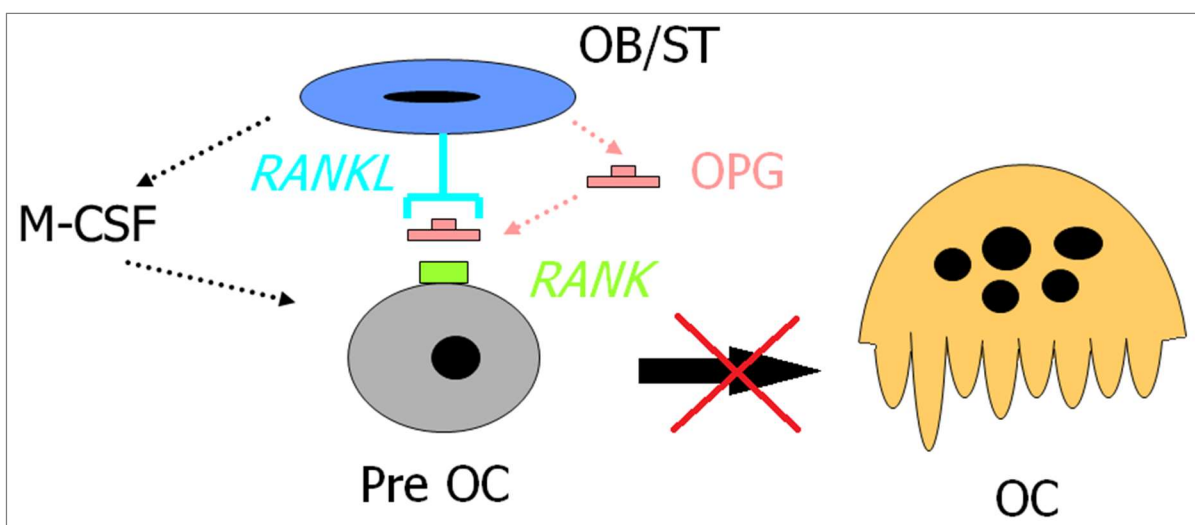 OB/ST
RANKL
OPG
M-CSF
RANK
Pre OC
OC